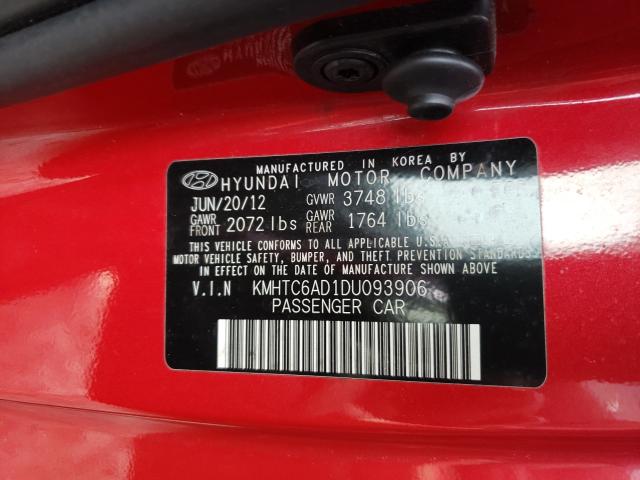 MANUFACTURED IN KOREA BY
HYUNDAI MOTOR COMPANY
JUN/20/12 GVWR 3748 lbs
GAWR FRONT 2072 lbs GAWR REAR 1764 lbs
THIS VEHICLE CONFORMS TO ALL APPLICABLE U.S.
MOTOR VEHICLE SAFETY, BUMPER, AND THEFT PREVENTION STANDARDS
IN EFFECT ON THE DATE OF MANUFACTURE SHOWN ABOVE
V.I.N KMHTC6AD1DU093906
PASSENGER CAR